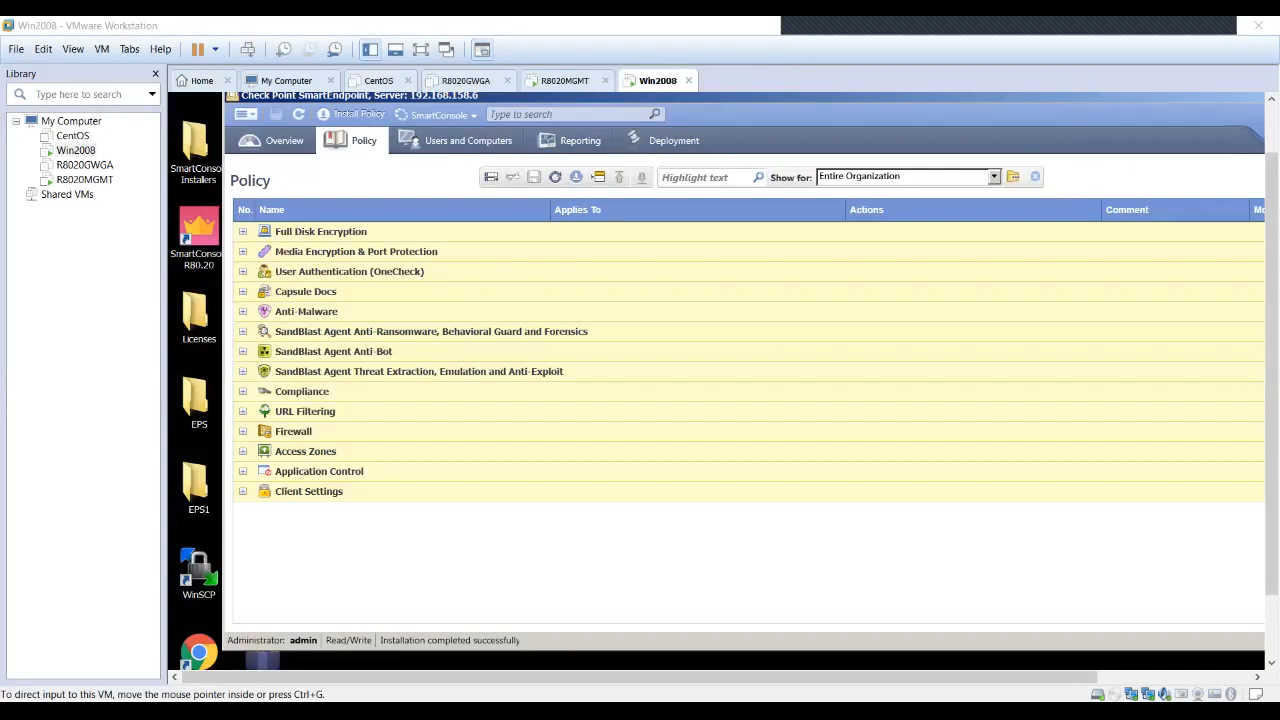 Win2008 - VMware Workstation
File Edit View VM Tabs Help
Library
Home My Computer CentOS R8020GWGA R8020MGMT Win2008
Type here to search
My Computer
CentOS
Win2008
R8020GWGA
R8020MGMT
Shared VMs
SmartConso
Installers
SmartConso
R80.20
Licenses
EPS
EPS1
WinSCP
Check Point SmartEndpoint, Server: 192.168.158.6
Install Policy SmartConsole Type to search
Overview Policy Users and Computers Reporting Deployment
Policy Highlight text Show for: Entire Organization
No. Name Applies To Actions Comment Mo
Full Disk Encryption
Media Encryption & Port Protection
User Authentication (OneCheck)
Capsule Docs
Anti-Malware
SandBlast Agent Anti-Ransomware, Behavioral Guard and Forensics
SandBlast Agent Anti-Bot
SandBlast Agent Threat Extraction, Emulation and Anti-Exploit
Compliance
URL Filtering
Firewall
Access Zones
Application Control
Client Settings
Administrator: admin Read/Write Installation completed successfully
To direct input to this VM, move the mouse pointer inside or press Ctrl+G.